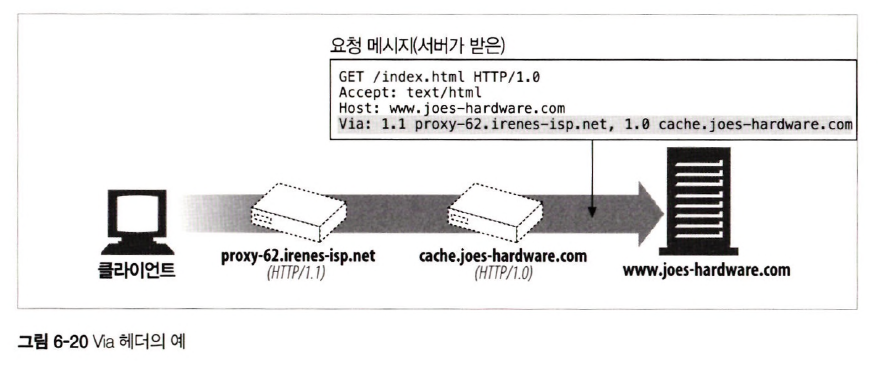 요청 메시지(서버가 받은)
GET /index.html HTTP/1.0
Accept: text/html
Host: www.joes-hardware.com
Via: 1.1 proxy-62.irenes-isp.net, 1.0 cache.joes-hardware.com
클라이언트
proxy-62.irenes-isp.net
(HTTP/1.1)
cache.joes-hardware.com
(HTTP/1.0)
www.joes-hardware.com
그림 6-20 Via 헤더의 예